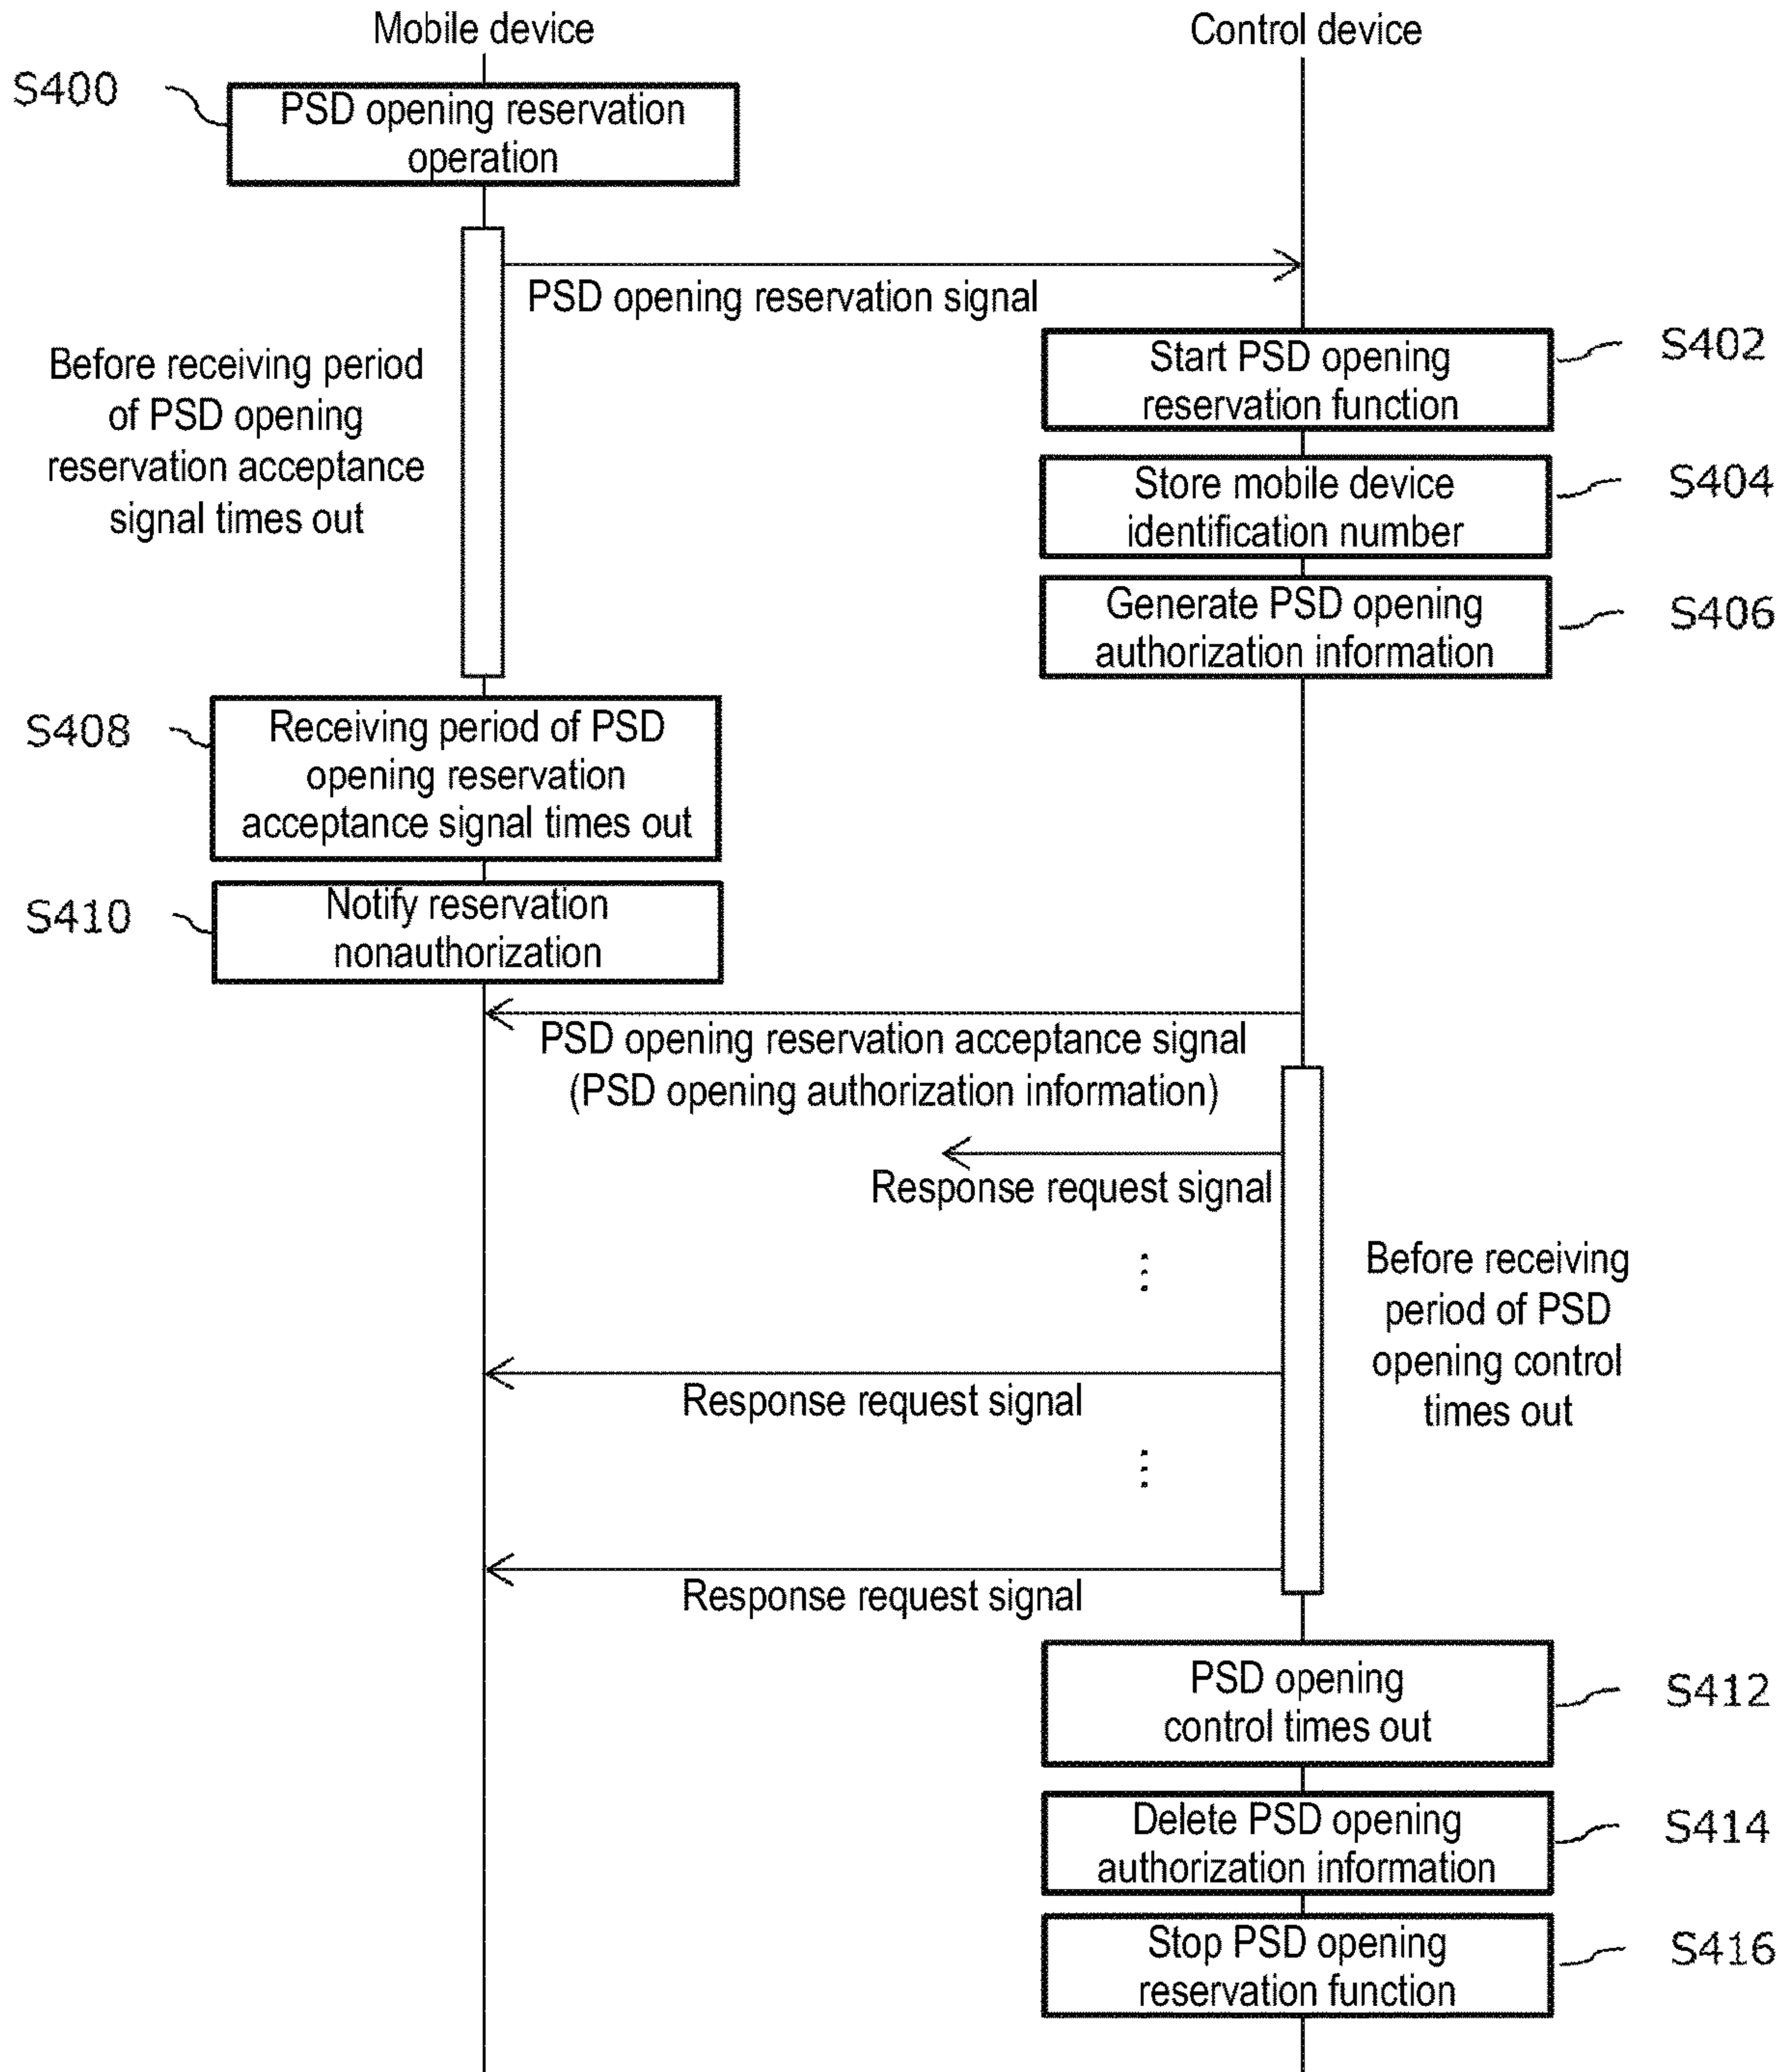 Mobile device
Control device
S400
PSD opening reservation
operation
PSD opening reservation signal
Before receiving period
of PSD opening
reservation acceptance
signal times out
Start PSD opening
reservation function
S402
Store mobile device
identification number
S404
Generate PSD opening
authorization information
S406
S408
Receiving period of PSD
opening reservation
acceptance signal times out
S410
Notify reservation
nonauthorization
PSD opening reservation acceptance signal
(PSD opening authorization information)
Response request signal
Before receiving
period of PSD
opening control
times out
Response request signal
Response request signal
PSD opening
control times out
S412
Delete PSD opening
authorization information
S414
Stop PSD opening
reservation function
S416